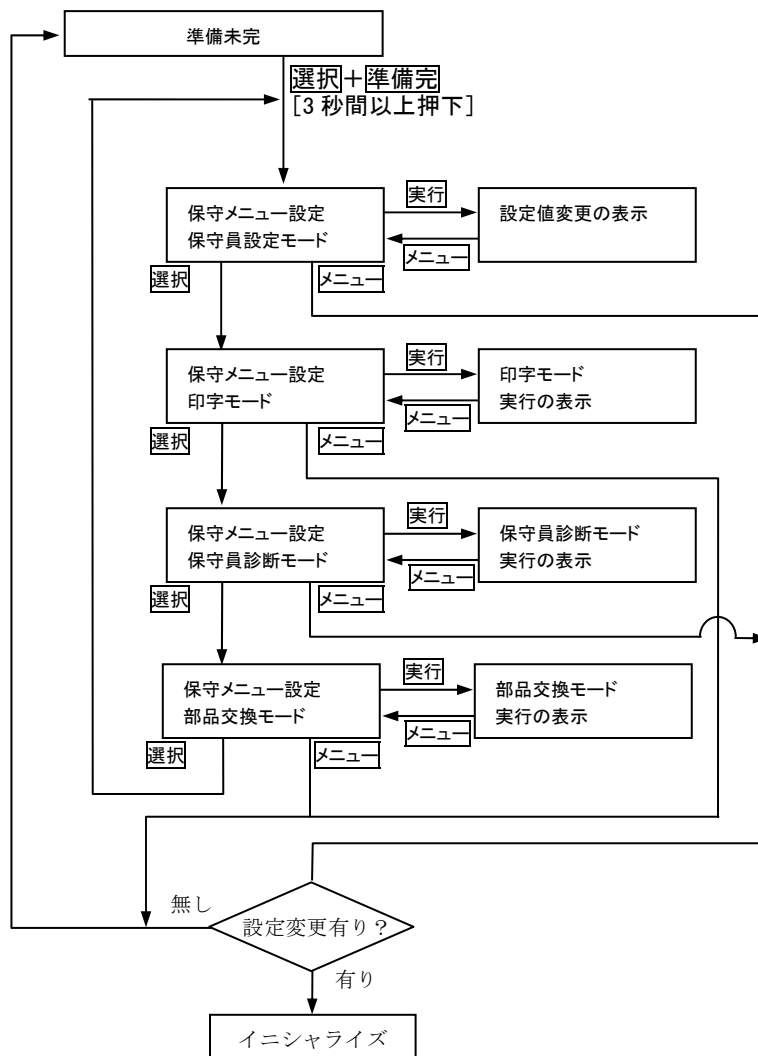 準備未完
選択＋準備完
［3 秒間以上押下］
保守メニュー設定
保守員設定モード
実行
メニュー
設定値変更の表示
選択
メニュー
保守メニュー設定
印字モード
実行
メニュー
印字モード
実行の表示
選択
メニュー
保守メニュー設定
保守員診断モード
実行
メニュー
保守員診断モード
実行の表示
選択
メニュー
保守メニュー設定
部品交換モード
実行
メニュー
部品交換モード
実行の表示
選択
メニュー
無し
設定変更有り？
有り
イニシャライズ